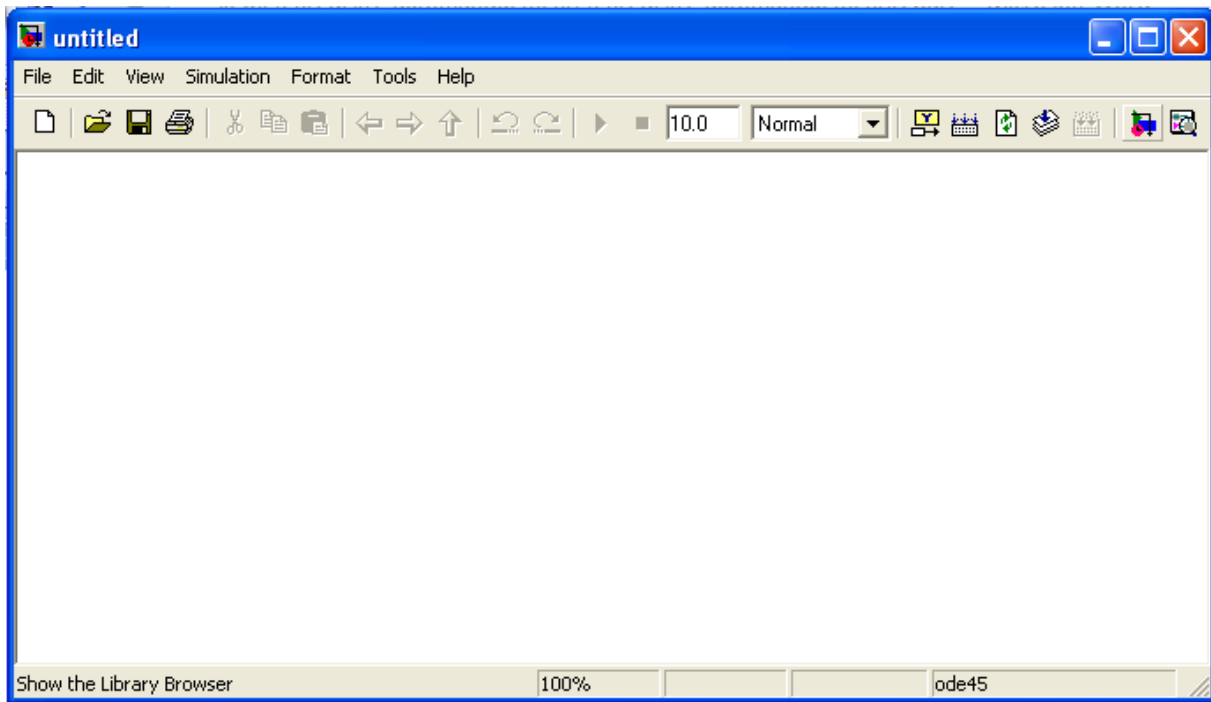 untitled
File Edit View Simulation Format Tools Help
10.0 Normal
Show the Library Browser 100% ode45